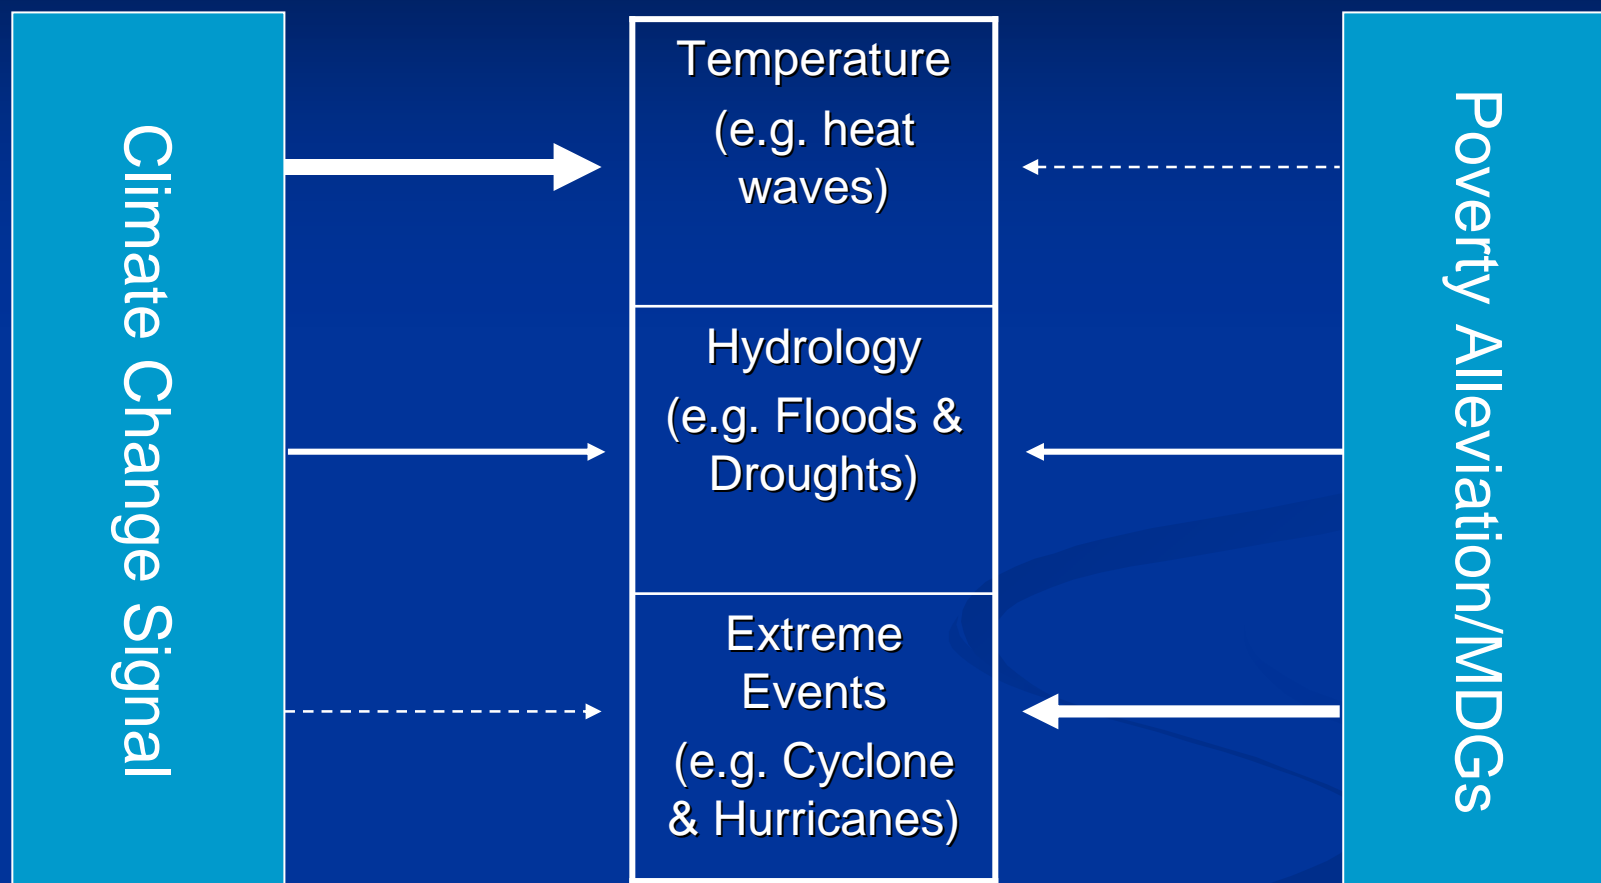 Climate Change Signal
Temperature
(e.g. heat
waves)
Hydrology
(e.g. Floods &
Droughts)
Extreme
Events
(e.g. Cyclone
& Hurricanes)
Poverty Alleviation/MDGs